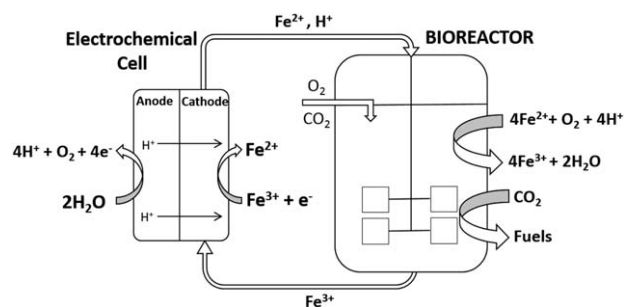 Fe²⁺, H⁺
Electrochemical
Cell
BIOREACTOR
Anode
Cathode
O₂
CO₂
H⁺
4H⁺ + O₂ + 4e⁻
2H₂O
Fe²⁺
Fe³⁺ + e⁻
H⁺
4Fe²⁺+ O₂ + 4H⁺
4Fe³⁺ + 2H₂O
CO₂
Fuels
Fe³⁺